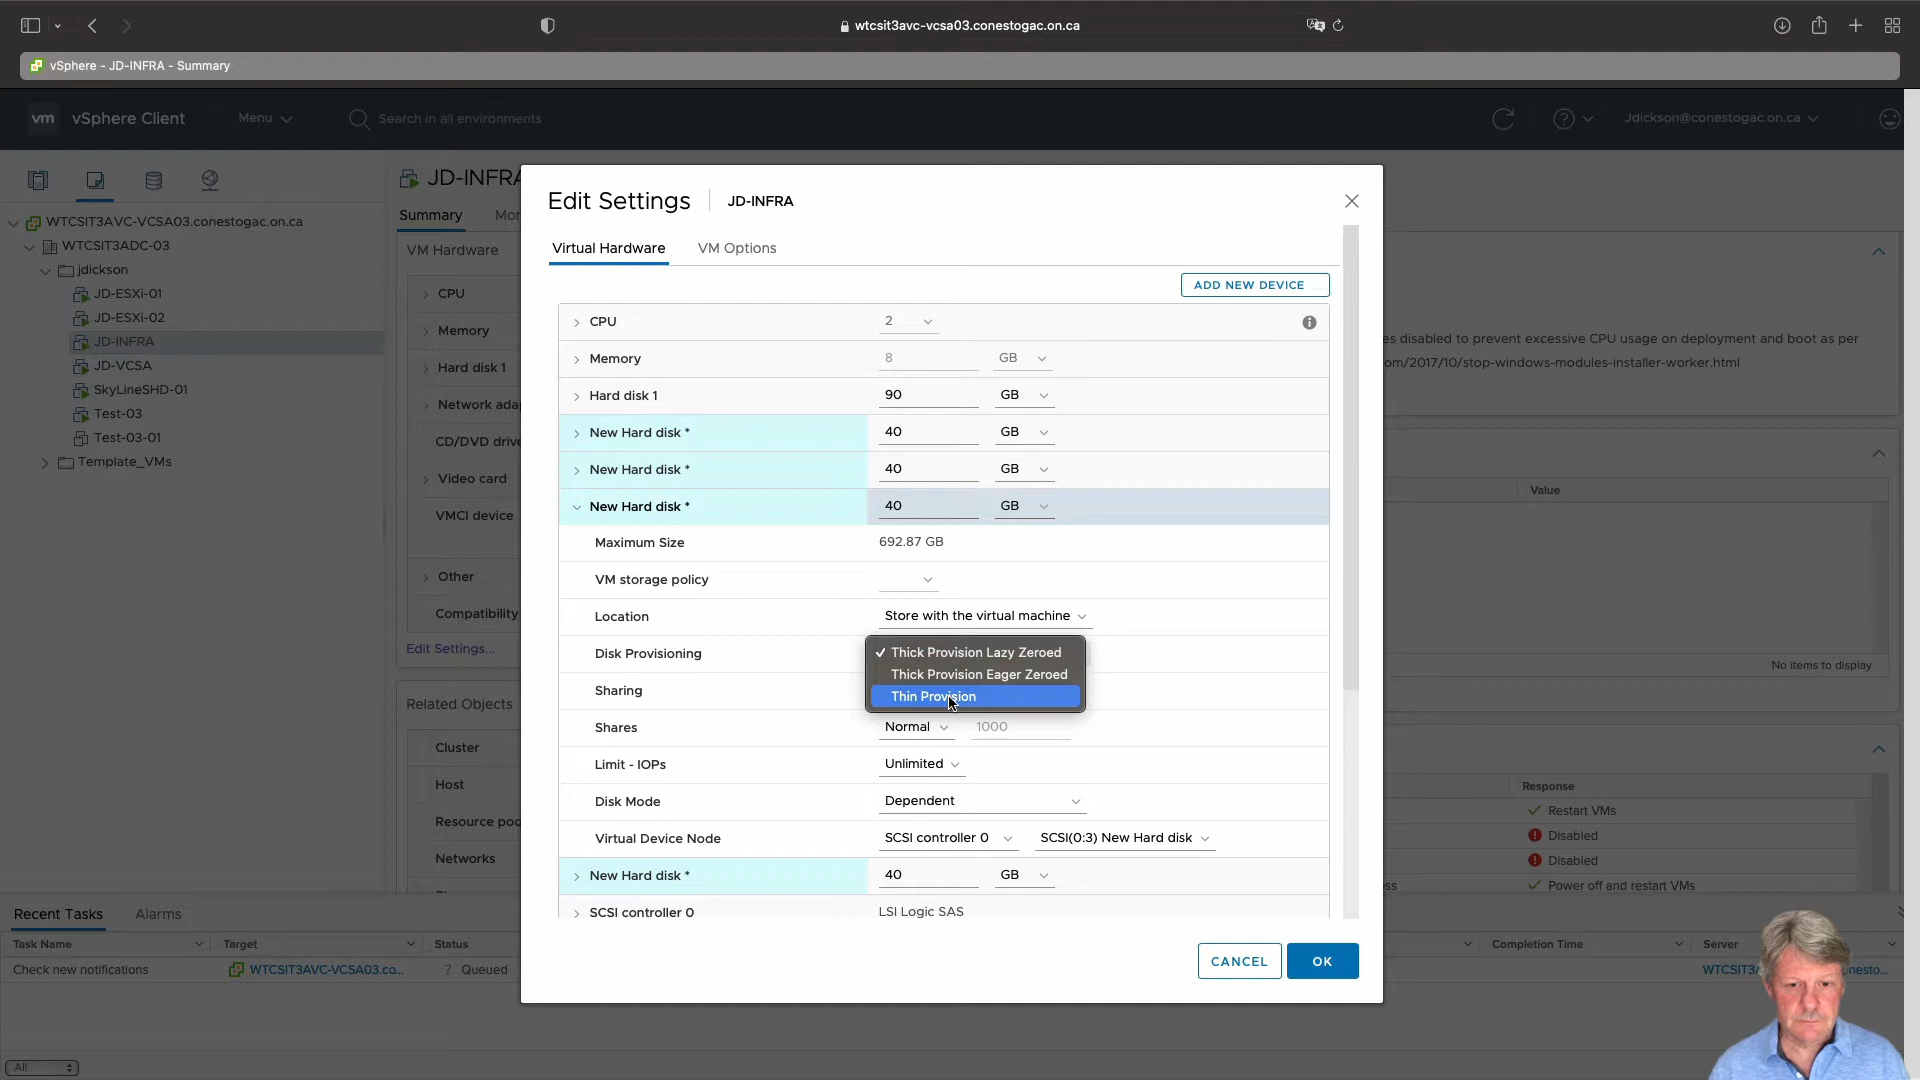 wtcsit3avc-vcsa03.conestogac.on.ca
vSphere - JD-INFRA - Summary
vm vSphere Client Menu Search in all environments Jdickson@conestogac.on.ca
WTCSIT3AVC-VCSA03.conestogac.on.ca
WTCSIT3ADC-03
jdickson
JD-ESXi-01
JD-ESXi-02
JD-INFRA
JD-VCSA
SkyLineSHD-01
Test-03
Test-03-01
Template_VMs
JD-INFRA
Summary
VM Hardware
CPU
Memory
Hard disk 1
Network adap
CD/DVD drive
Video card
VMCI device
Other
Compatibility
Edit Settings...
Related Objects
Cluster
Host
Resource poo
Networks
Edit Settings JD-INFRA
Virtual Hardware VM Options
ADD NEW DEVICE
CPU 2
Memory 8 GB
Hard disk 1 90 GB
New Hard disk * 40 GB
New Hard disk * 40 GB
New Hard disk * 40 GB
Maximum Size 692.87 GB
VM storage policy
Location Store with the virtual machine
Disk Provisioning
✓ Thick Provision Lazy Zeroed
Thick Provision Eager Zeroed
Thin Provision
Sharing
Shares Normal 1000
Limit - IOPs Unlimited
Disk Mode Dependent
Virtual Device Node SCSI controller 0 SCSI(0:3) New Hard disk
New Hard disk * 40 GB
SCSI controller 0 LSI Logic SAS
CANCEL OK
es disabled to prevent excessive CPU usage on deployment and boot as per
om/2017/10/stop-windows-modules-installer-worker.html
Value
No items to display
Response
Restart VMs
Disabled
Disabled
ss Power off and restart VMs
Recent Tasks Alarms
Task Name Target Status Completion Time Server
Check new notifications WTCSIT3AVC-VCSA03.co... ? Queued WTCSIT3 nesto...
All